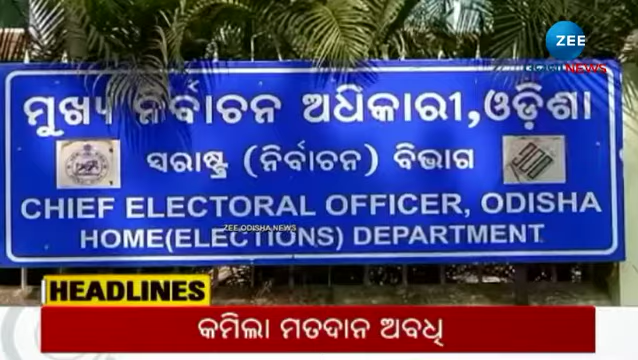 ZEE
NEWS
ମୁଖ୍ୟ ନିର୍ବାଚନ ଅଧିକାରୀ, ଓଡ଼ିଶା
ସରାଷ୍ଟ୍ର (ନିର୍ବାଚନ) ବିଭାଗ
CHIEF ELECTORAL OFFICER, ODISHA
ZEE ODISHA NEWS
HOME(ELECTIONS) DEPARTMENT
HEADLINES
କମିଲା ମତଦାନ ଅବଧି